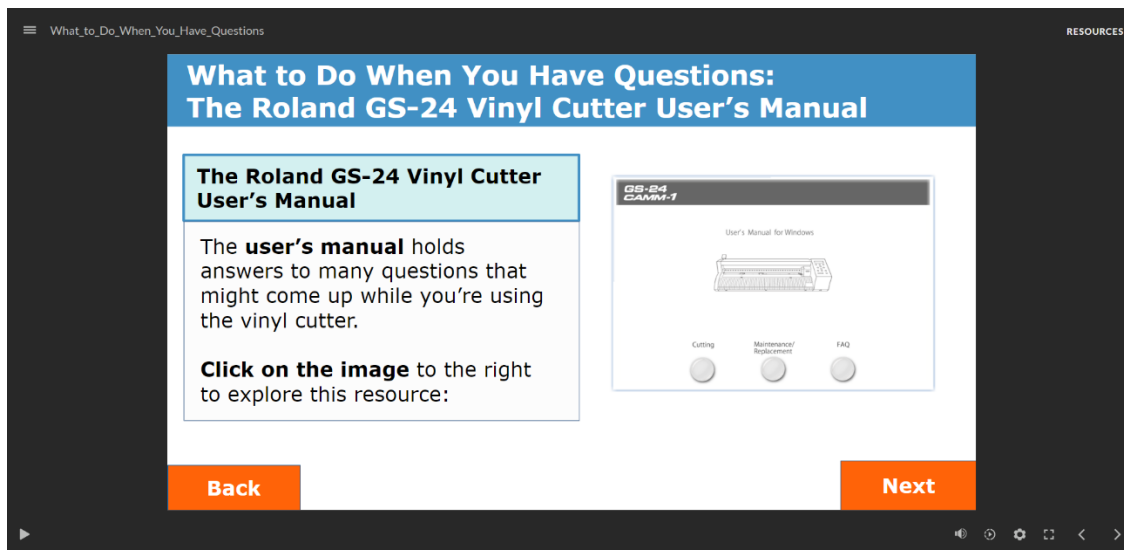 What_to_Do_When_You_Have_Questions
RESOURCES
What to Do When You Have Questions:
The Roland GS-24 Vinyl Cutter User’s Manual
The Roland GS-24 Vinyl Cutter
User’s Manual
The user’s manual holds
answers to many questions that
might come up while you’re using
the vinyl cutter.
Click on the image to the right
to explore this resource:
GS-24
CAMM-1
User's Manual for Windows
Cutting
Maintenance/
Replacement
FAQ
Back
Next